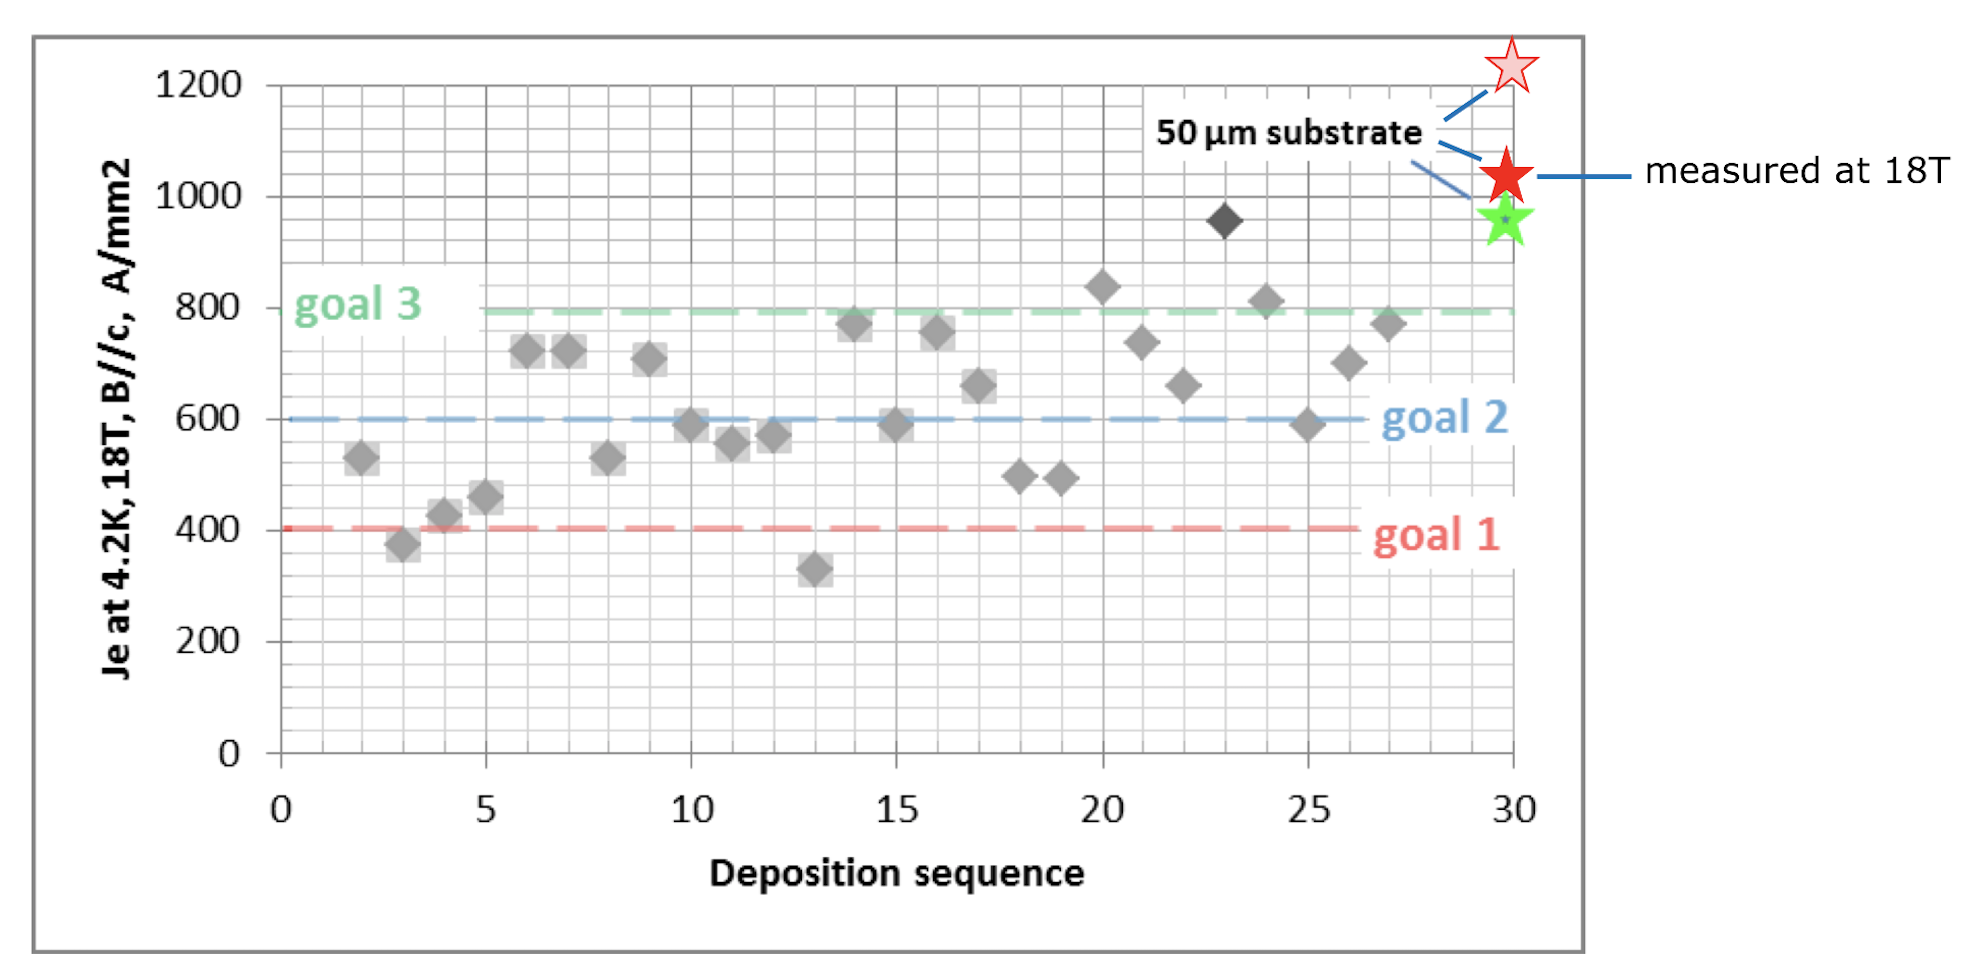 1200
50 µm substrate
measured at 18T
1000
goal 3
800
goal 2
600
goal 1
400
200
0
Je at 4.2K, 18T, B//c, A/mm2
0 5 10 15 20 25 30
Deposition sequence